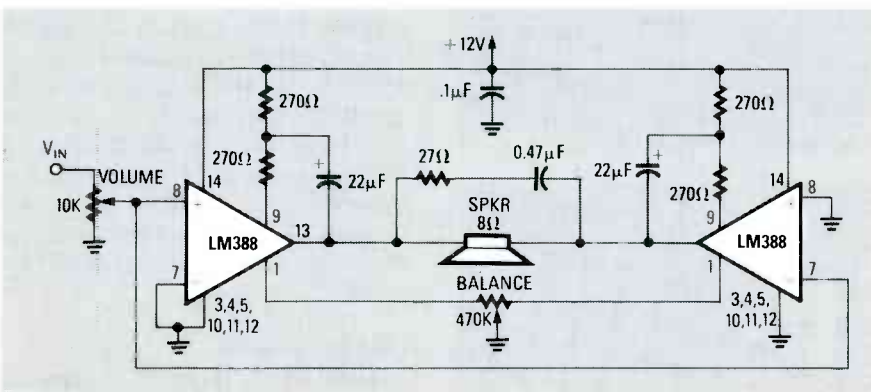 +12V
.1µF
270Ω
270Ω
270Ω
270Ω
22µF
22µF
27Ω
0.47µF
VIN
VOLUME
10K
8
14
7
9
13
1
LM388
3,4,5,
10,11,12
SPKR
8Ω
BALANCE
470K
14
8
9
7
1
LM388
3,4,5,
10,11,12